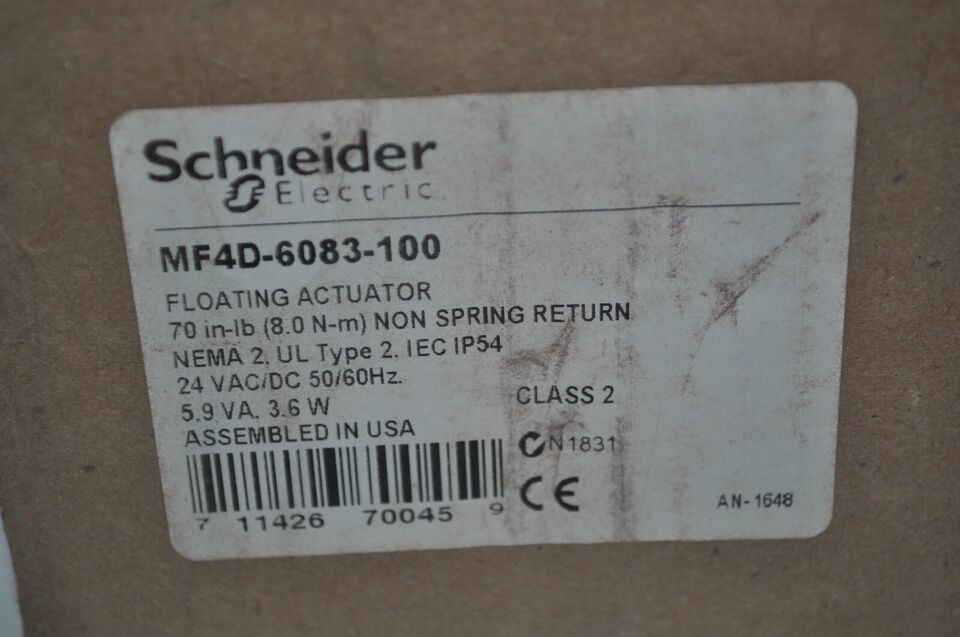 Schneider
Electric
MF4D-6083-100
FLOATING ACTUATOR
70 in-lb (8.0 N-m) NON SPRING RETURN
NEMA 2, UL Type 2, IEC IP54
24 VAC/DC 50/60Hz.
5.9 VA, 3.6 W
CLASS 2
ASSEMBLED IN USA
N1831
CE
7 11426 70045 9
AN-1648